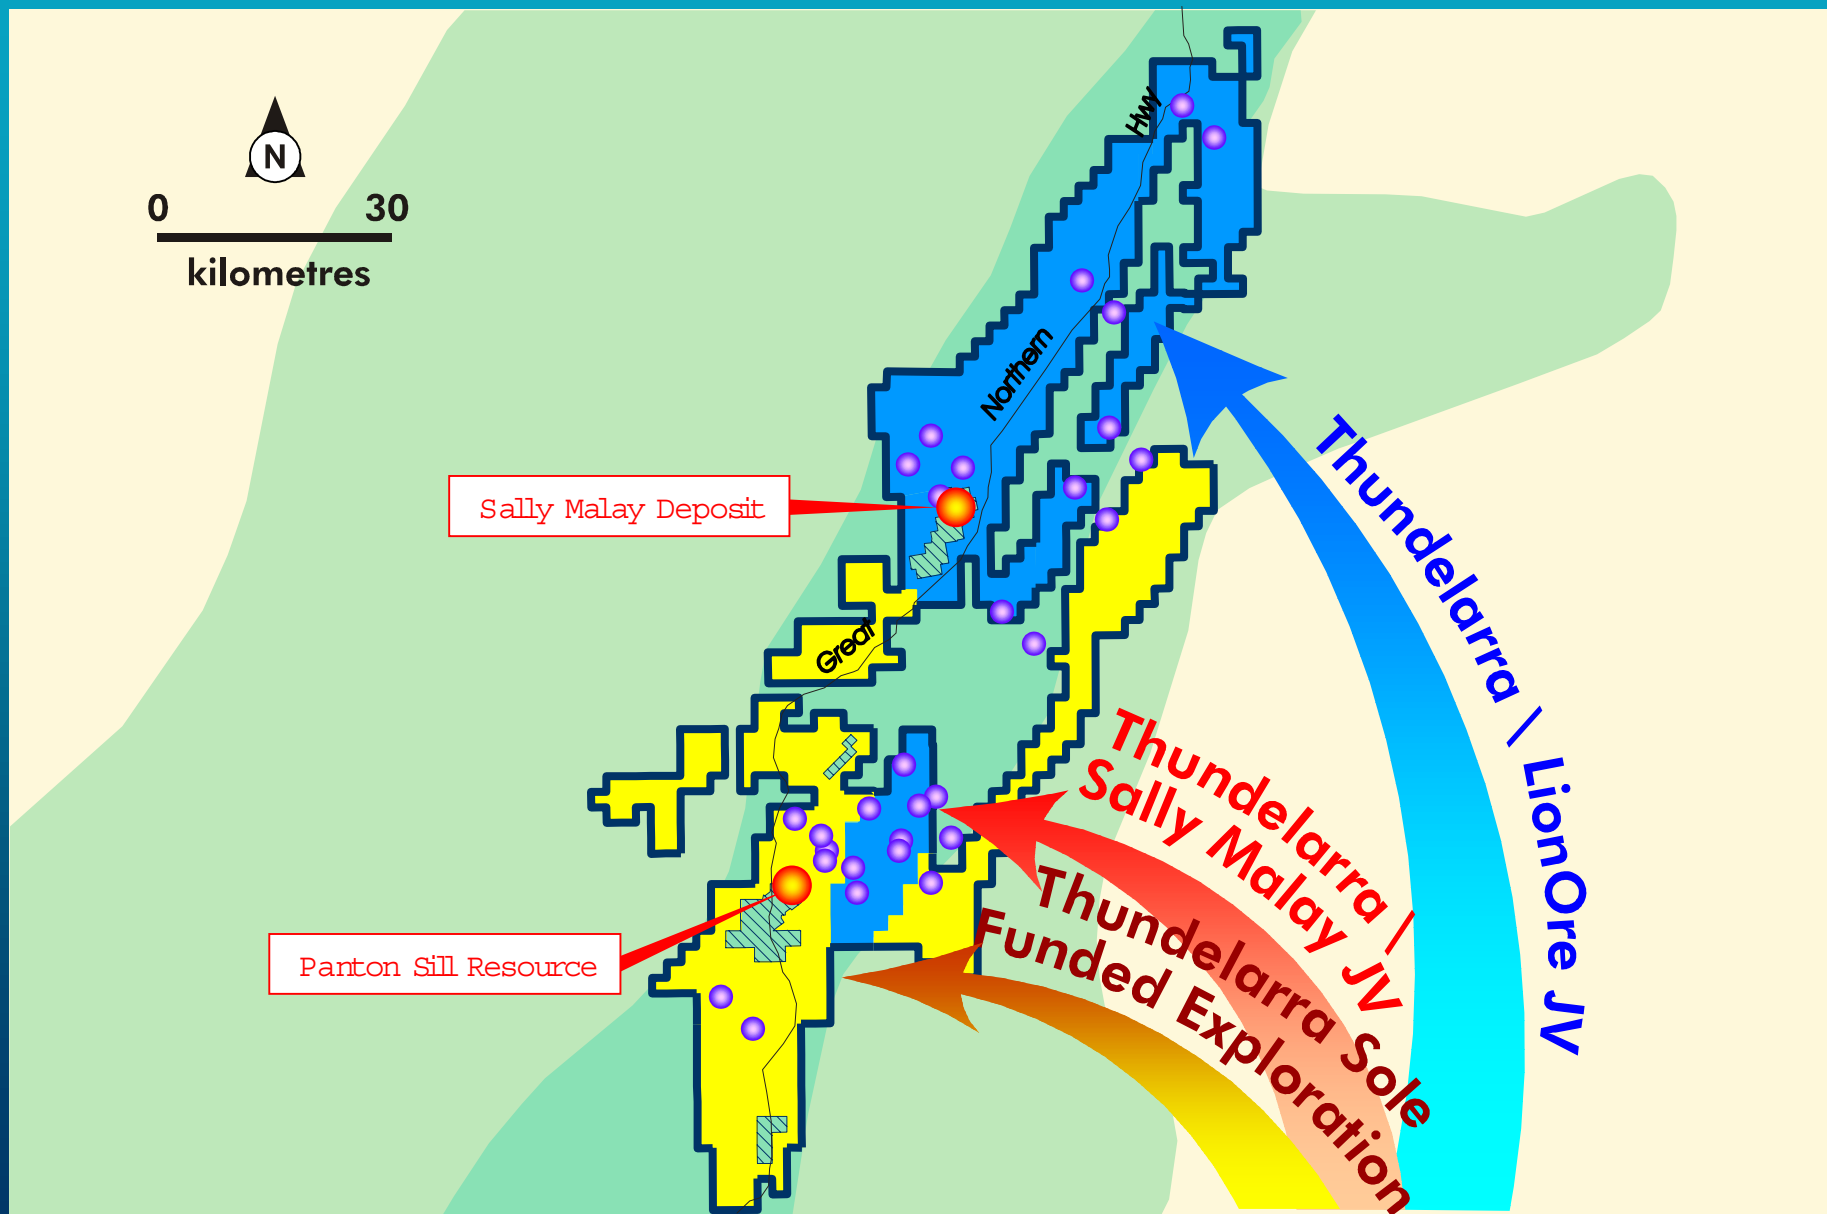 N
0 30
kilometres
Hwy
Northern
Great
Sally Malay Deposit
Panton Sill Resource
Thundelarra \ LionOre JV
Thundelarra \
Sally Malay JV
Thundelarra Sole
Funded Exploration